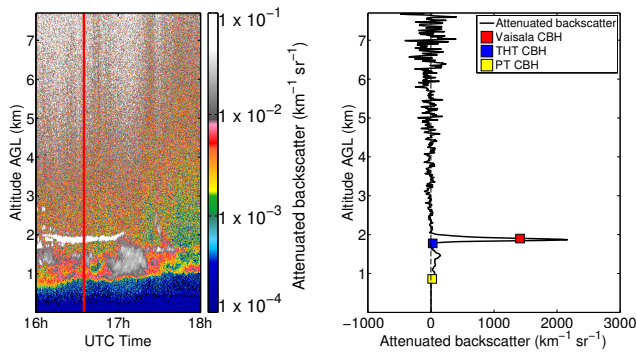 Altitude AGL (km)
7
6
5
4
3
2
1
16h
17h
18h
UTC Time
1 x 10⁻¹
1 x 10⁻²
1 x 10⁻³
1 x 10⁻⁴
Attenuated backscatter (km⁻¹ sr⁻¹)
Attenuated backscatter
Vaisala CBH
THT CBH
PT CBH
Altitude AGL (km)
7
6
5
4
3
2
1
−1000
0
1000
2000
3000
Attenuated backscatter (km⁻¹ sr⁻¹)